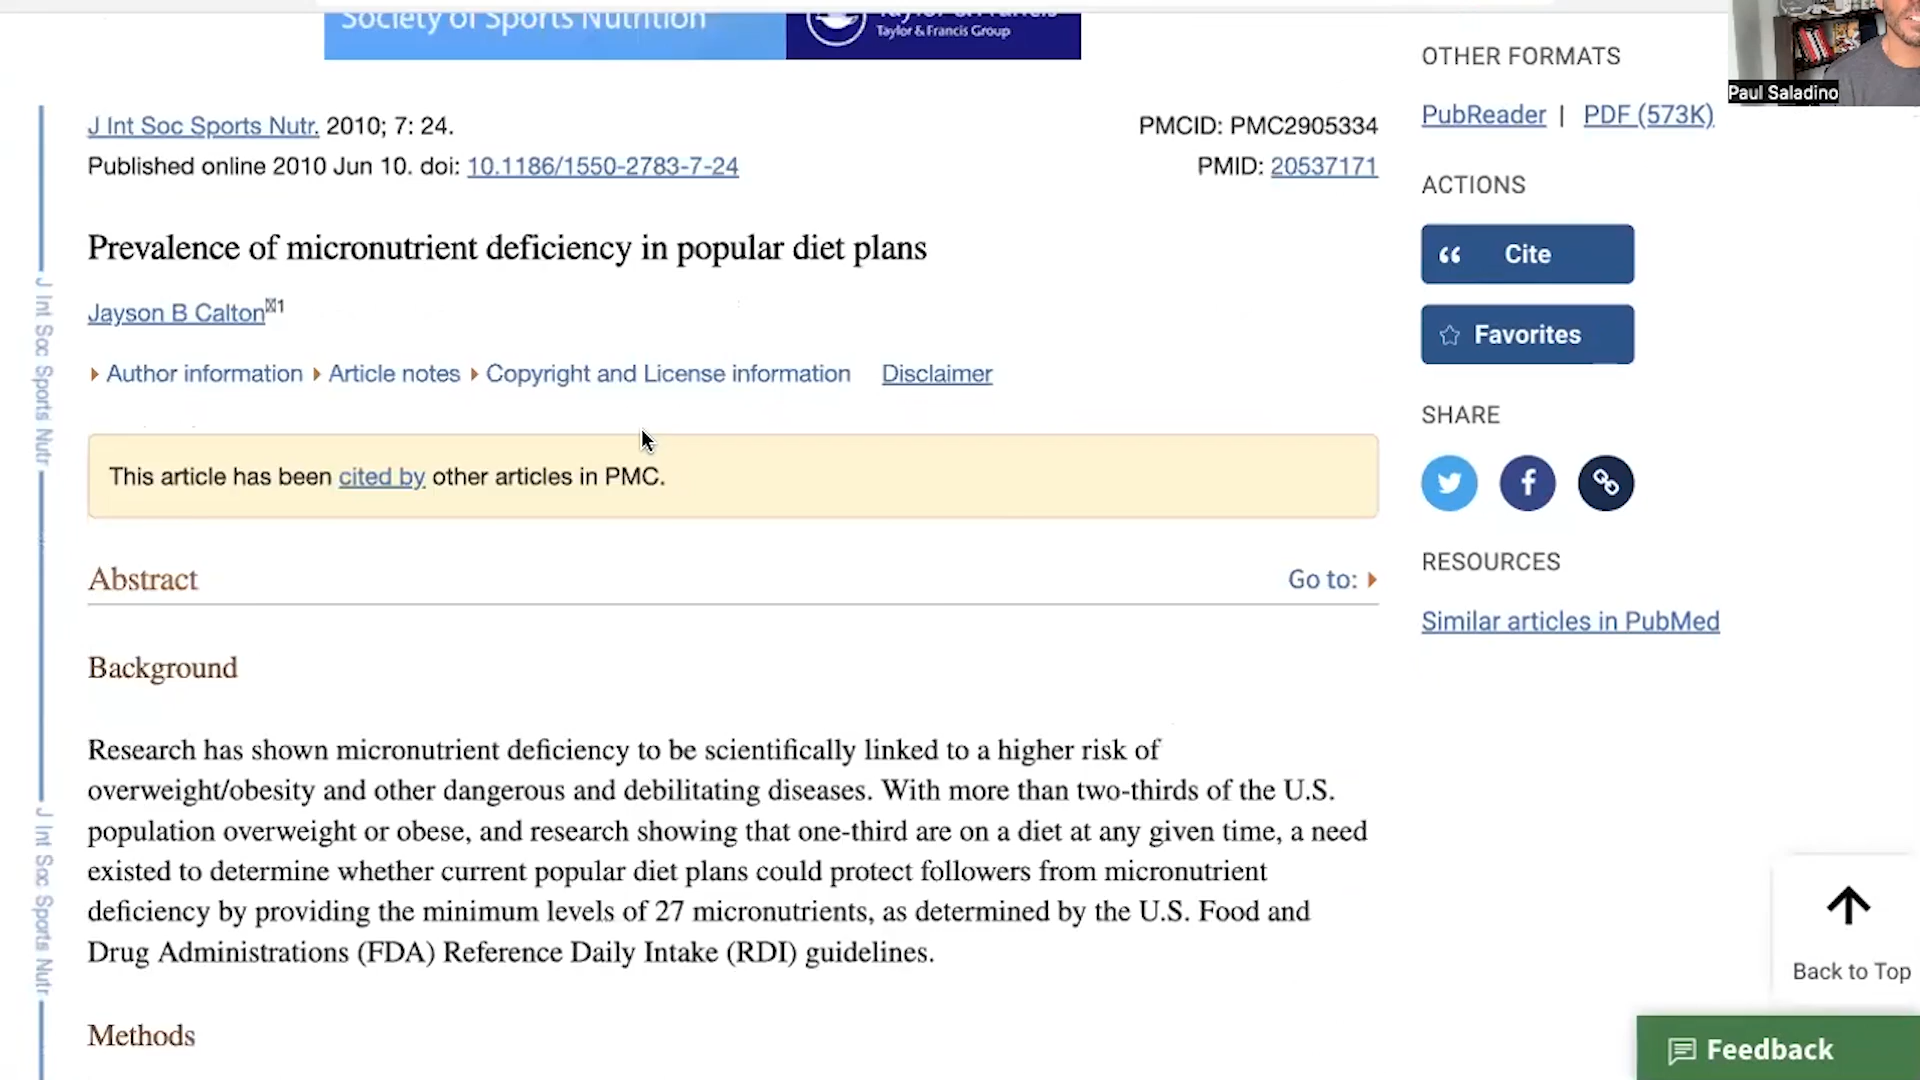 Society of Sports Nutrition
Taylor & Francis
Taylor & Francis Group
OTHER FORMATS
Paul Saladino
PubReader | PDF (573K)
J Int Soc Sports Nutr. 2010; 7: 24.
PMCID: PMC2905334
Published online 2010 Jun 10. doi: 10.1186/1550-2783-7-24
PMID: 20537171
ACTIONS
Prevalence of micronutrient deficiency in popular diet plans
Cite
Jayson B Calton 1
Favorites
Author information Article notes Copyright and License information Disclaimer
SHARE
This article has been cited by other articles in PMC.
Abstract
Go to:
RESOURCES
Similar articles in PubMed
Background
Research has shown micronutrient deficiency to be scientifically linked to a higher risk of
overweight/obesity and other dangerous and debilitating diseases. With more than two-thirds of the U.S.
population overweight or obese, and research showing that one-third are on a diet at any given time, a need
existed to determine whether current popular diet plans could protect followers from micronutrient
deficiency by providing the minimum levels of 27 micronutrients, as determined by the U.S. Food and
Drug Administrations (FDA) Reference Daily Intake (RDI) guidelines.
Methods
J Int Soc Sports Nutr
J Int Soc Sports Nutr
Back to Top
Feedback